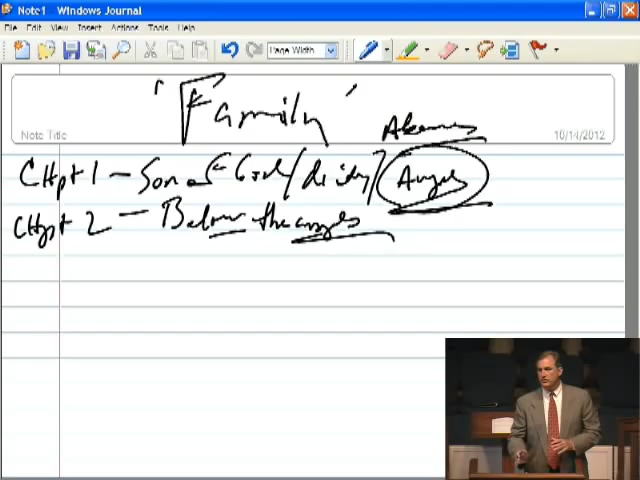 Note1 - Windows Journal
File Edit View Insert Actions Tools Help
Page Width
"Family"
Note Title
10/14/2012
CHpt 1 - Son of God/deity/ Angels
CHpt 2 - Below the angels